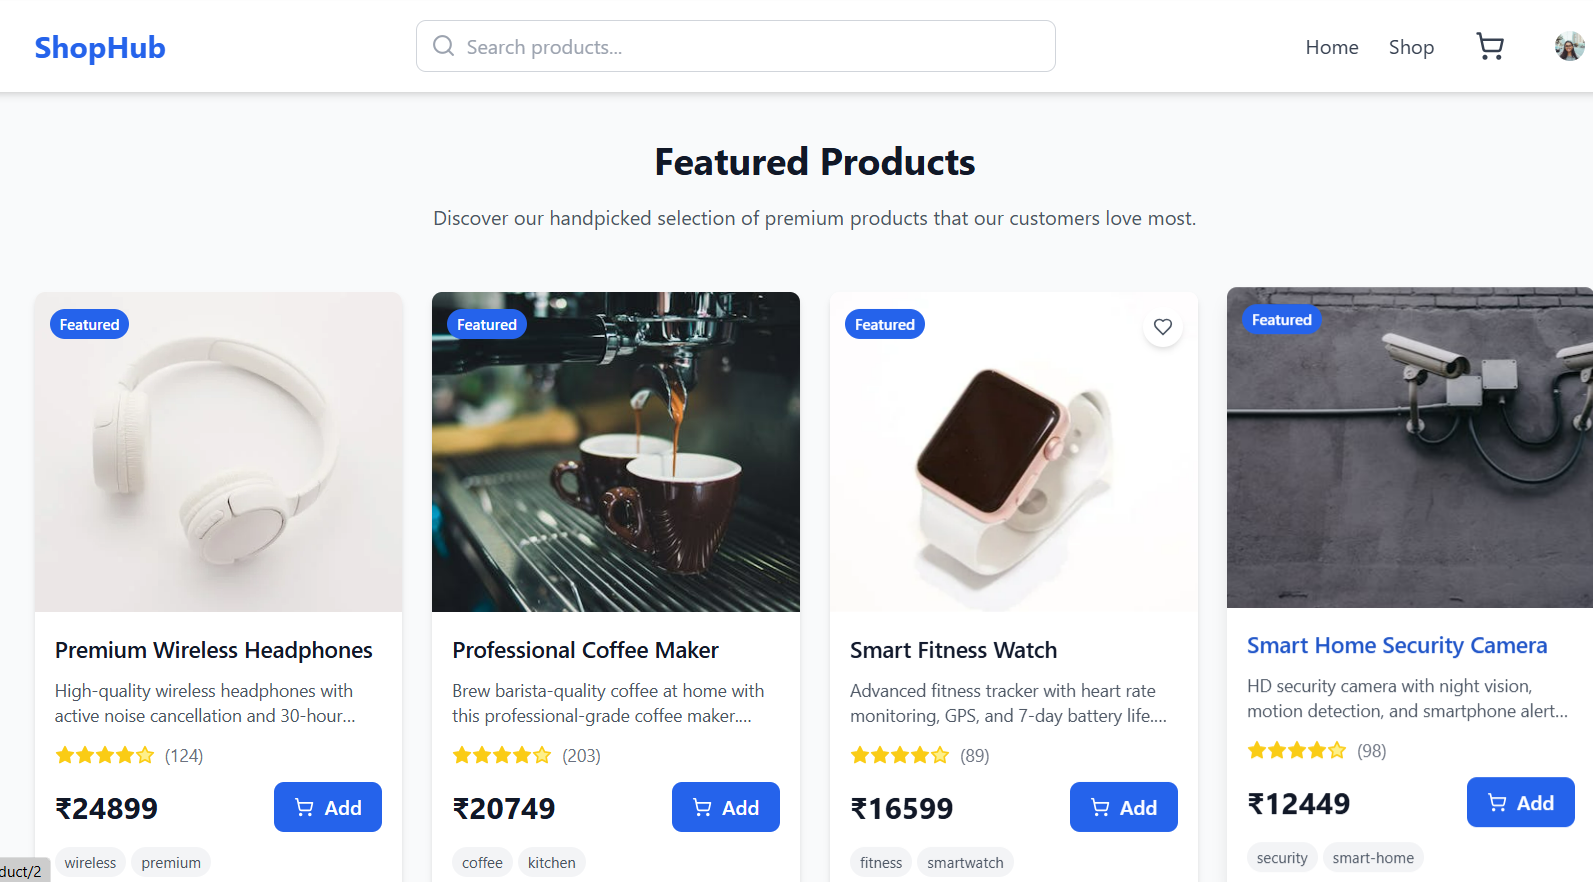 ShopHub
Search products...
Home
Shop
Featured Products
Discover our handpicked selection of premium products that our customers love most.
Featured
Premium Wireless Headphones
High-quality wireless headphones with
active noise cancellation and 30-hour...
(124)
₹24899
Add
wireless
premium
Featured
Professional Coffee Maker
Brew barista-quality coffee at home with
this professional-grade coffee maker....
(203)
₹20749
Add
coffee
kitchen
Featured
Smart Fitness Watch
Advanced fitness tracker with heart rate
monitoring, GPS, and 7-day battery life....
(89)
₹16599
Add
fitness
smartwatch
Featured
Smart Home Security Camera
HD security camera with night vision,
motion detection, and smartphone alert...
(98)
₹12449
Add
security
smart-home
duct/2